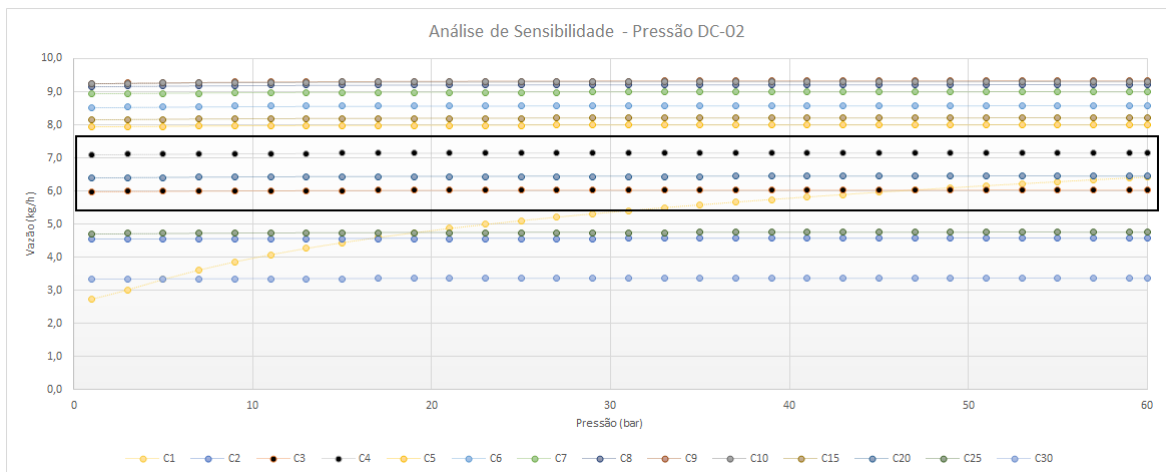 Análise de Sensibilidade - Pressão DC-02
10,0
9,0
8,0
7,0
6,0
5,0
4,0
3,0
2,0
1,0
0,0
Vazão (kg/h)
0 10 20 30 40 50 60
Pressão (bar)
C1 C2 C3 C4 C5 C6 C7 C8 C9 C10 C15 C20 C25 C30